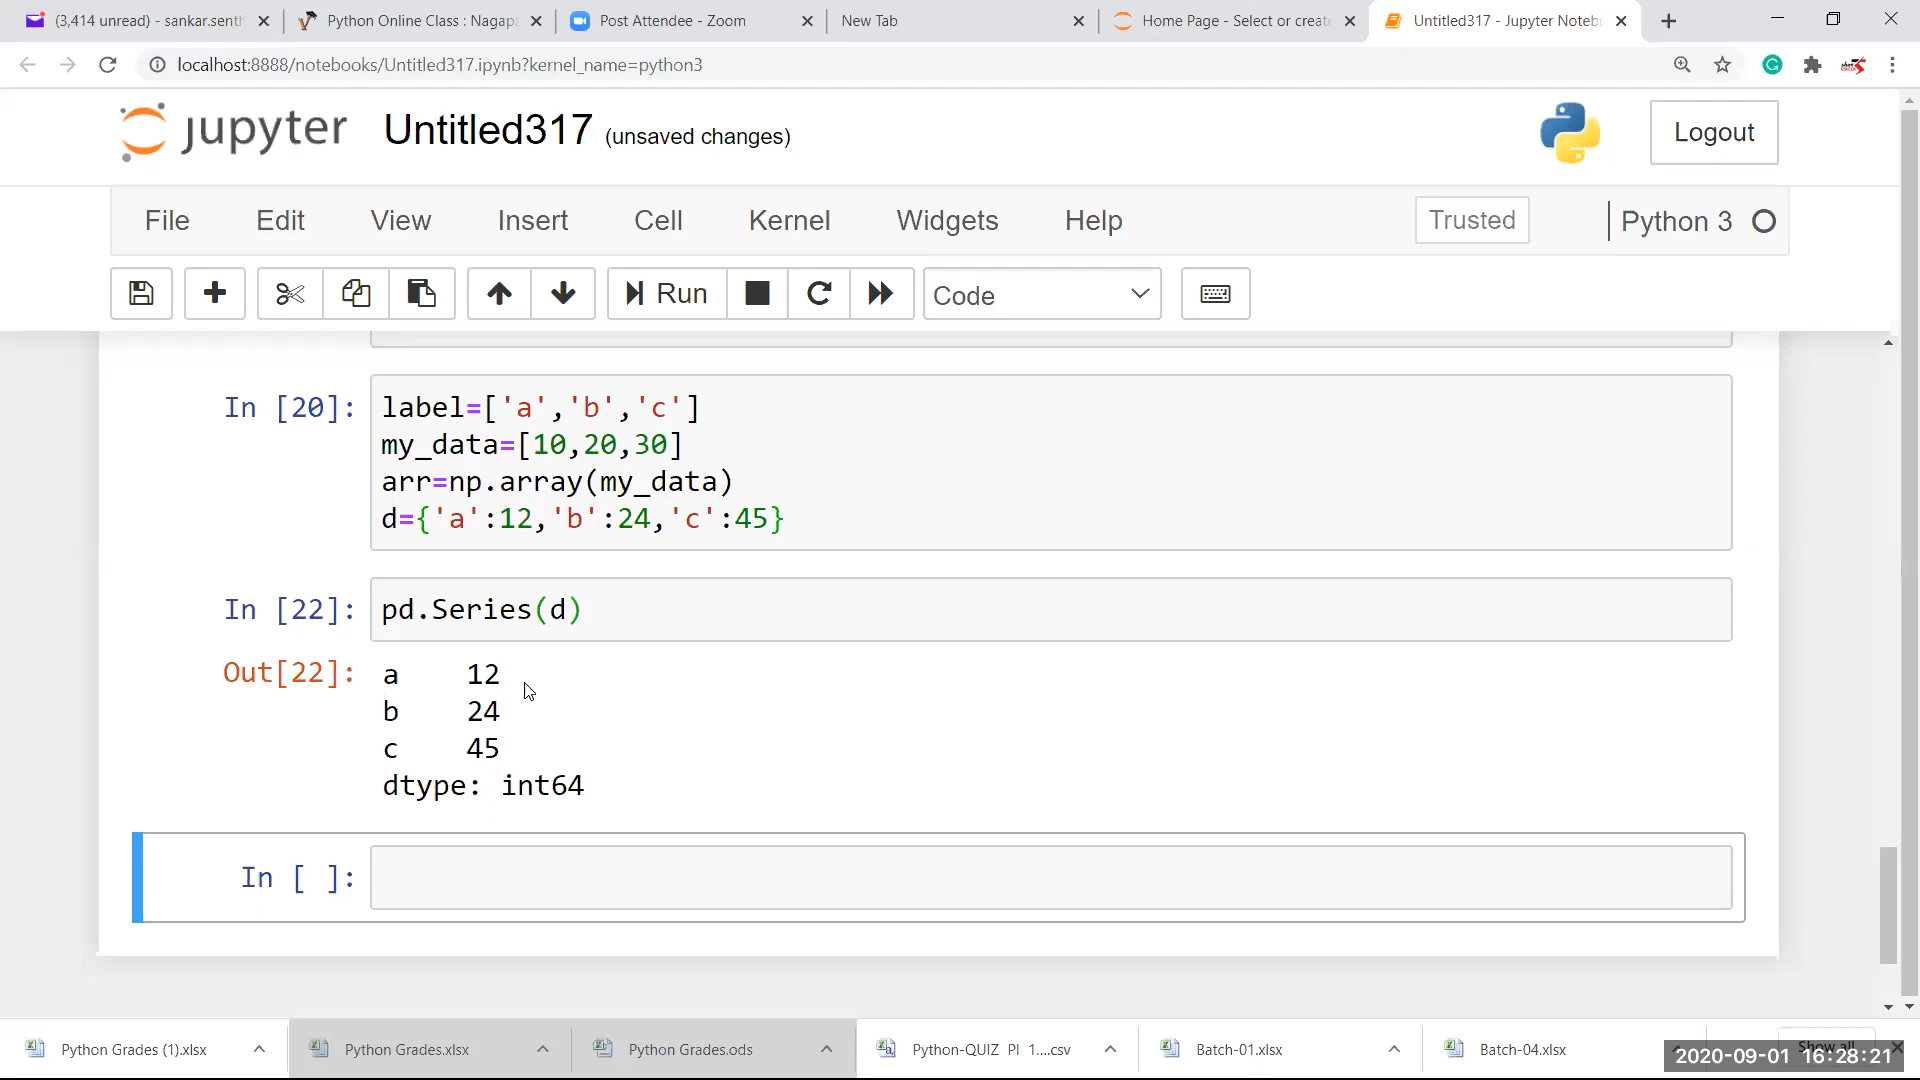 (3,414 unread) - sankar.senth
Python Online Class : Nagapa
Post Attendee - Zoom
New Tab
Home Page - Select or create
Untitled317 - Jupyter Notebo
localhost:8888/notebooks/Untitled317.ipynb?kernel_name=python3
jupyter Untitled317 (unsaved changes)
Logout
File Edit View Insert Cell Kernel Widgets Help
Trusted
Python 3
Run
Code
In [20]:
label=['a','b','c']
my_data=[10,20,30]
arr=np.array(my_data)
d={'a':12,'b':24,'c':45}
In [22]:
pd.Series(d)
Out[22]:
a 12
b 24
c 45
dtype: int64
In [ ]:
Python Grades (1).xlsx
Python Grades.xlsx
Python Grades.ods
Python-QUIZ PI 1....csv
Batch-01.xlsx
Batch-04.xlsx
Show all
2020-09-01 16:28:21